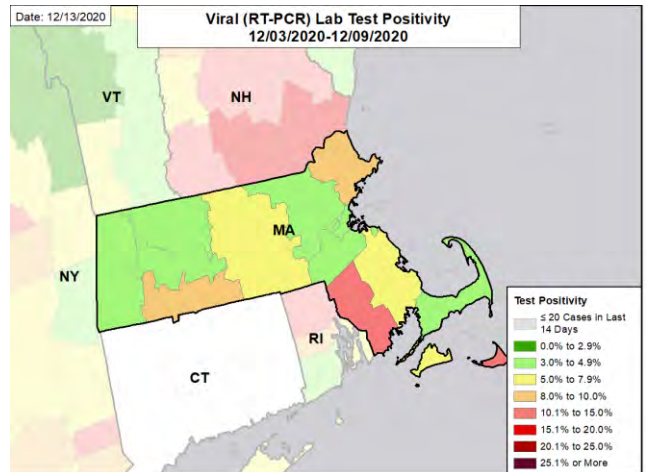 Date: 12/13/2020
Viral (RT-PCR) Lab Test Positivity
12/03/2020-12/09/2020
VT
NH
MA
NY
RI
CT
Test Positivity
≤ 20 Cases in Last
14 Days
0.0% to 2.9%
3.0% to 4.9%
5.0% to 7.9%
8.0% to 10.0%
10.1% to 15.0%
15.1% to 20.0%
20.1% to 25.0%
25.1% or More